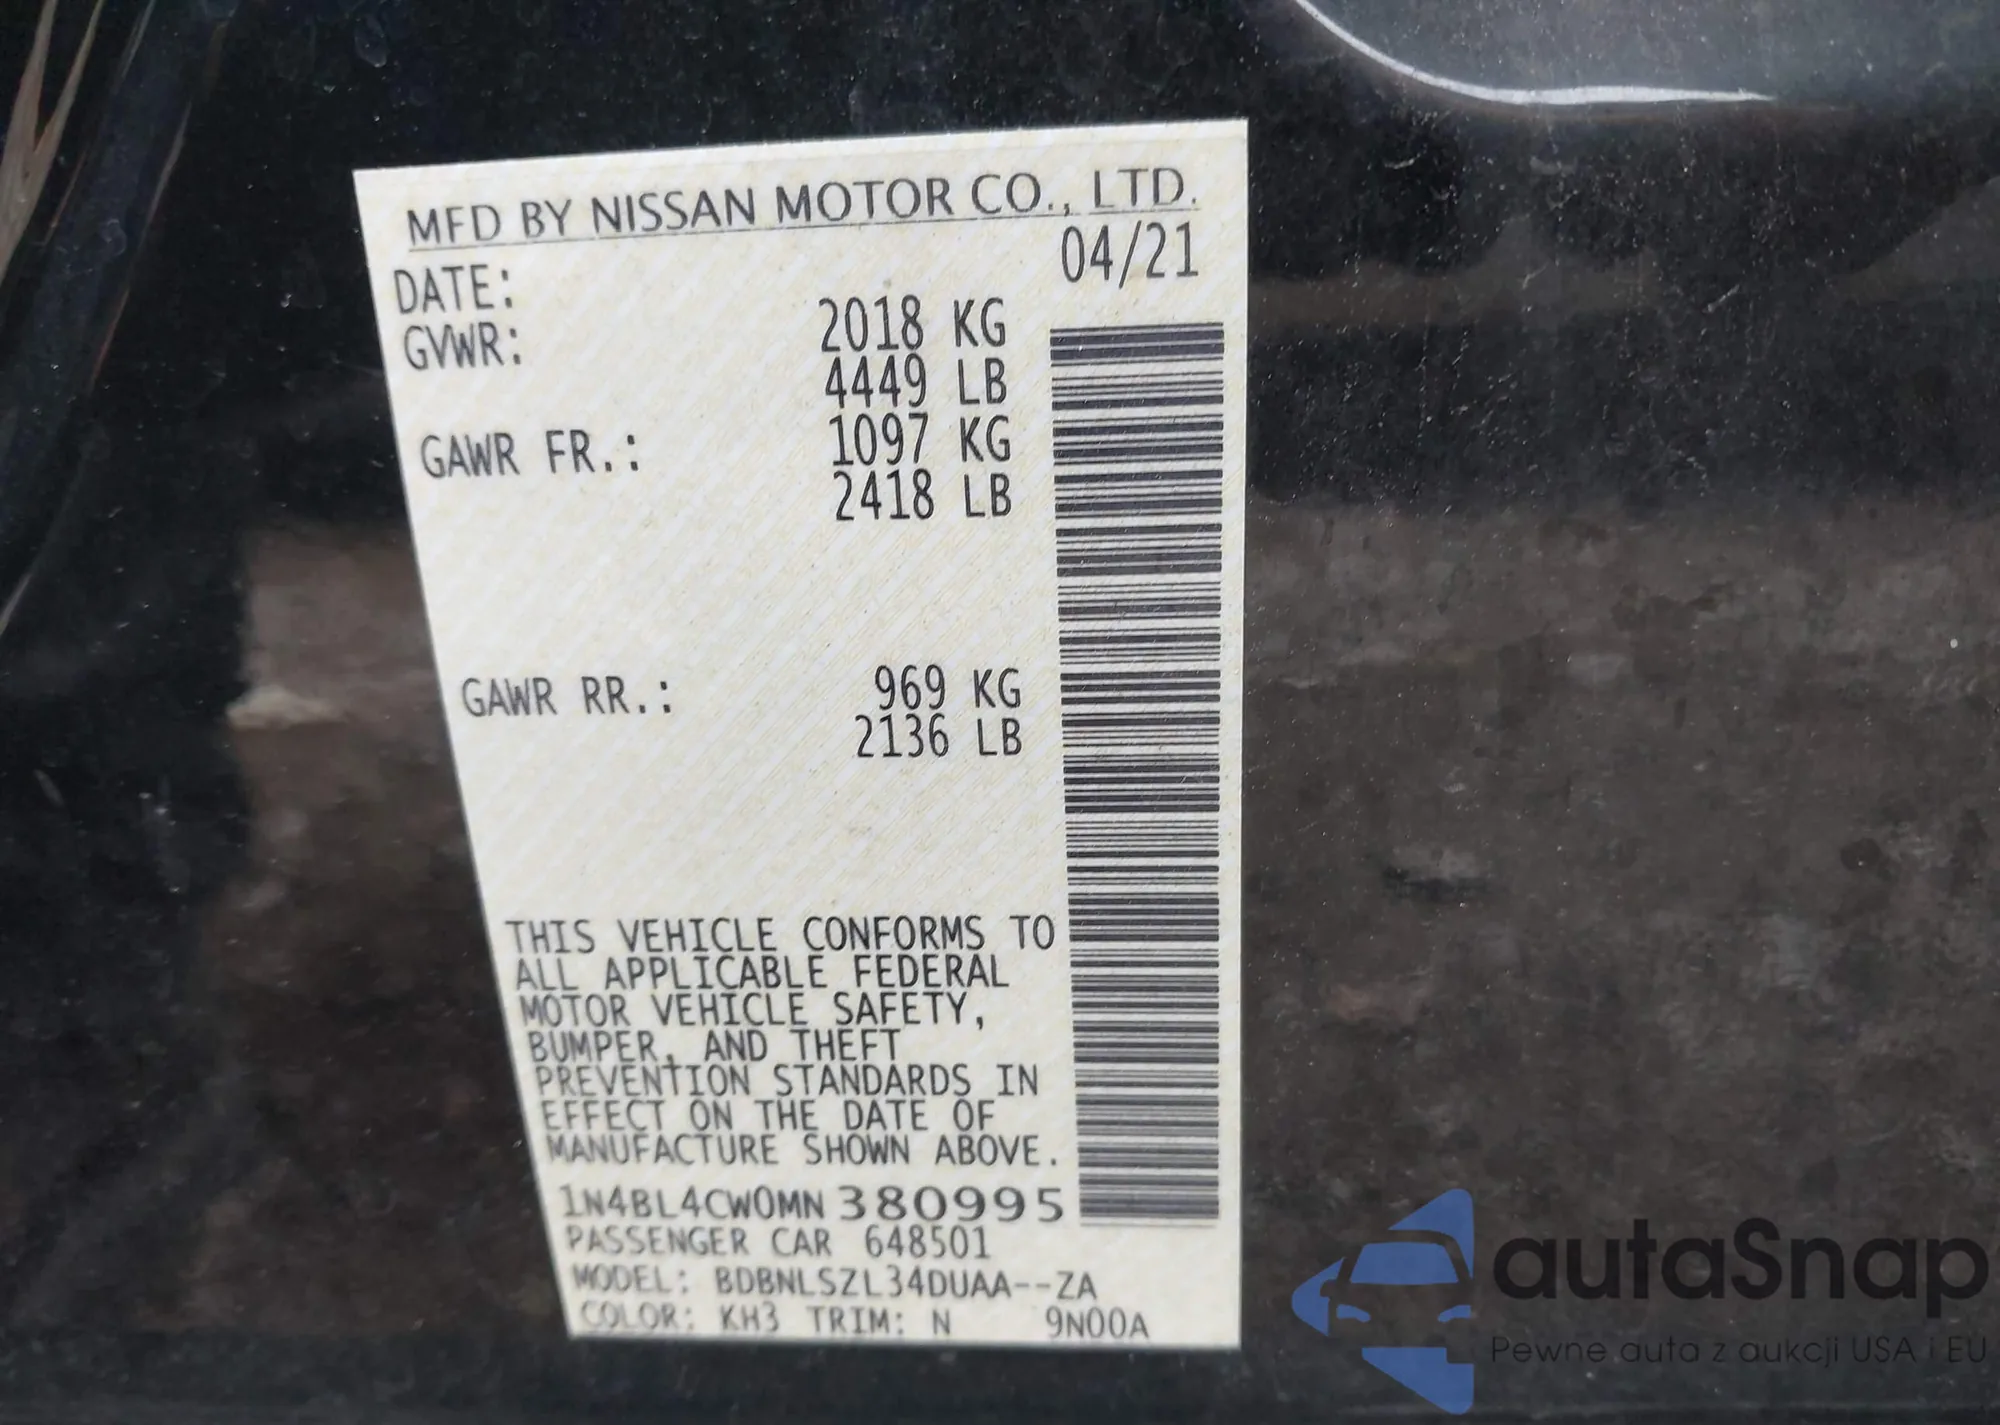 MFD BY NISSAN MOTOR CO., LTD.
DATE: 04/21
GVWR: 2018 KG
4449 LB
GAWR FR.: 1097 KG
2418 LB
GAWR RR.: 969 KG
2136 LB
THIS VEHICLE CONFORMS TO
ALL APPLICABLE FEDERAL
MOTOR VEHICLE SAFETY,
BUMPER, AND THEFT
PREVENTION STANDARDS IN
EFFECT ON THE DATE OF
MANUFACTURE SHOWN ABOVE.
1N4BL4CW0MN380995
PASSENGER CAR 648501
MODEL: BDBNLSZL34DUAA--ZA
COLOR: KH3 TRIM: N 9N00A
autaSnap
Pewne auta z aukcji USA i EU